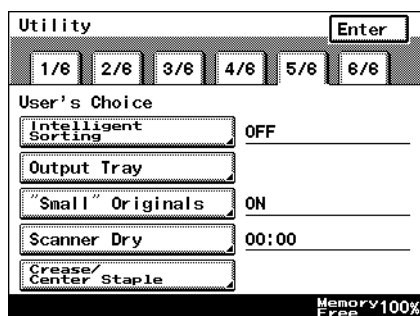 Utility
Enter
1/6 2/6 3/6 4/6 5/6 6/6
User's Choice
Intelligent
Sorting
OFF
Output Tray
"Small" Originals
ON
Scanner Dry
00:00
Crease/
Center Staple
Memory
Free
100%